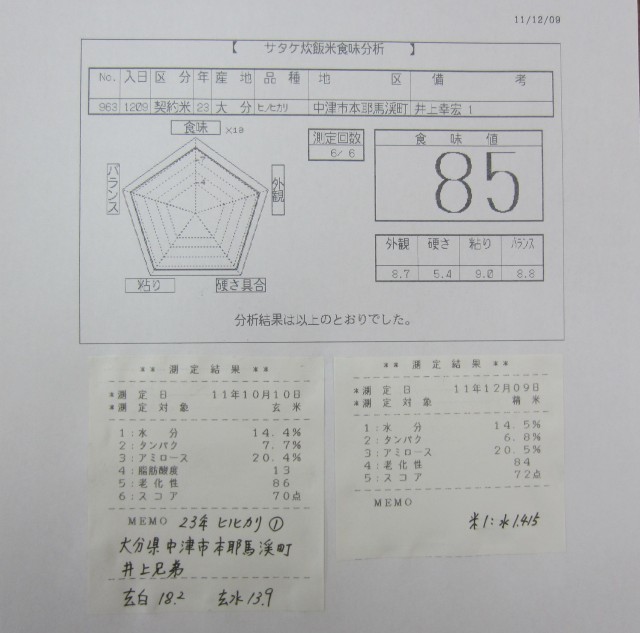 11/12/09
【 サタケ炊飯米食味分析 】
No. 入日 区分 年 産地 品種 地区 備考
963 1209 契約米 23 大分 ヒノヒカリ 中津市本耶馬渓町 井上幸宏 1
食味 ×10
測定回数
6/ 6
食味値
85
バランス
外観
粘り
硬さ具合
外観 硬さ 粘り バランス
8.7 5.4 9.0 8.8
分析結果は以上のとおりでした。
** 測定結果 **
*測定日 11年10月10日
*測定対象 玄米
1:水分 14.4%
2:タンパク 7.7%
3:アミロース 20.4%
4:脂肪酸度 13
5:老化性 86
6:スコア 70点
MEMO 23年 ヒノヒカリ ①
大分県中津市本耶馬渓町
井上兄弟
玄白 18.2 玄水 13.9
** 測定結果 **
*測定日 11年12月09日
*測定対象 精米
1:水分 14.5%
2:タンパク 6.8%
3:アミロース 20.5%
4:老化性 84
5:スコア 72点
MEMO
米1:水1.415